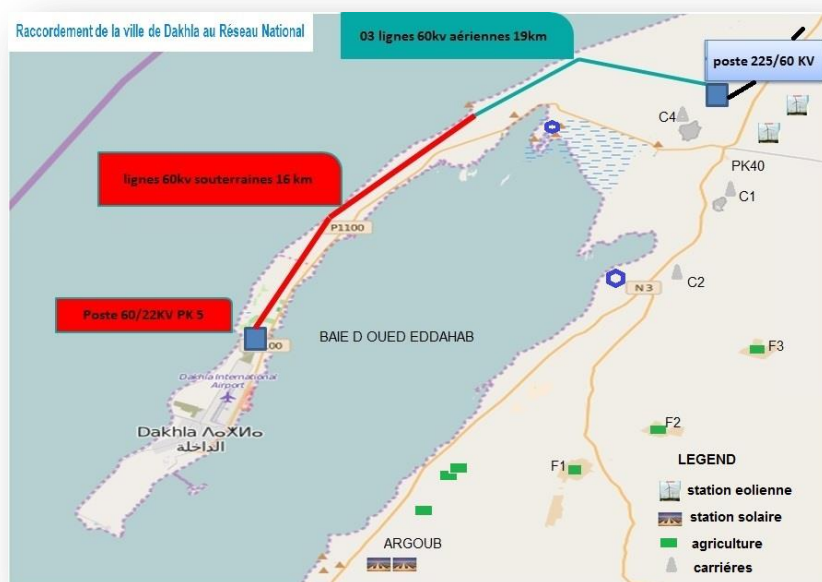 Raccordement de la ville de Dakhla au Réseau National
03 lignes 60kv aériennes 19km
poste 225/60 KV
C4
PK40
C1
lignes 60kv souterraines 16 km
P1100
C2
N3
Poste 60/22KV PK 5
BAIE D OUED EDDAHAB
Dakhla International
Airport
Dakhla ⴷⴰⵅⵍⴰ
الداخلة
F3
F2
F1
ARGOUB
LEGEND
station eolienne
station solaire
agriculture
carriéres